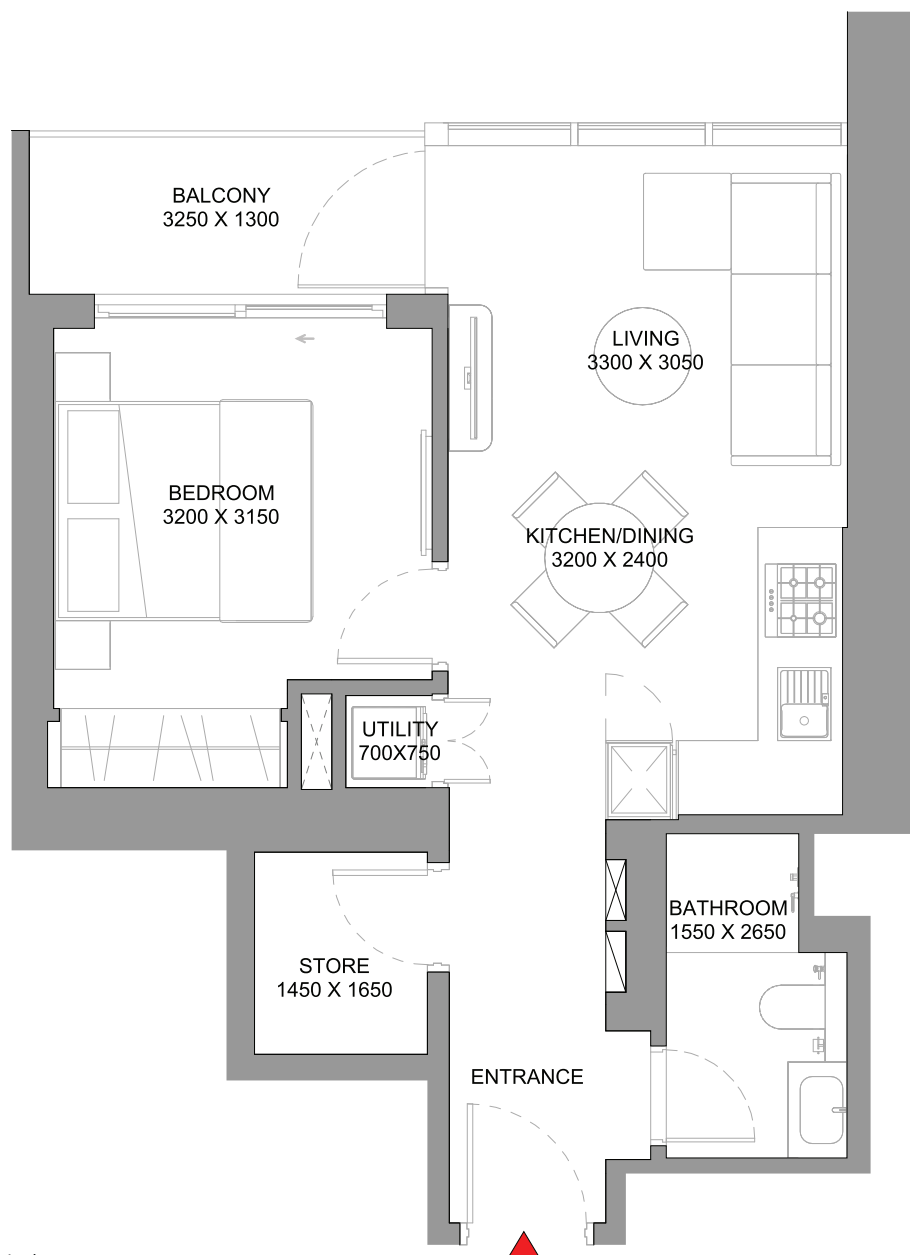 BALCONY
3250 X 1300
LIVING
3300 X 3050
BEDROOM
3200 X 3150
KITCHEN/DINING
3200 X 2400
UTILITY
700X750
BATHROOM
1550 X 2650
STORE
1450 X 1650
ENTRANCE